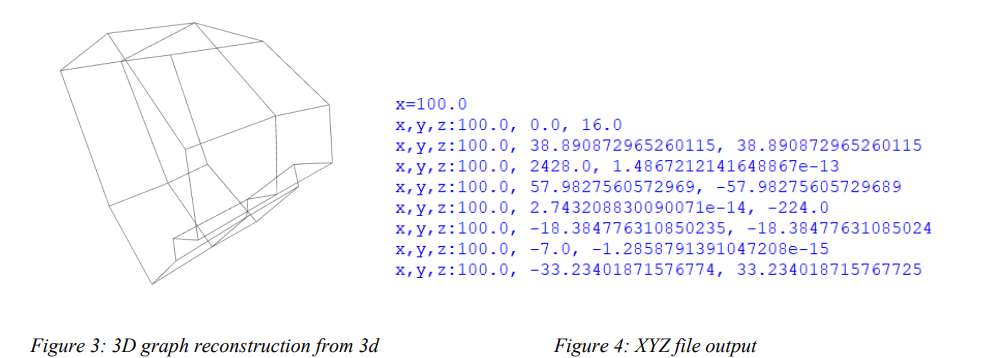 x=100.0
x,y,z:100.0, 0.0, 16.0
x,y,z:100.0, 38.890872965260115, 38.890872965260115
x,y,z:100.0, 2428.0, 1.4867212141648867e-13
x,y,z:100.0, 57.9827560572969, -57.98275605729689
x,y,z:100.0, 2.743208830090071e-14, -224.0
x,y,z:100.0, -18.384776310850235, -18.38477631085024
x,y,z:100.0, -7.0, -1.2858791391047208e-15
x,y,z:100.0, -33.23401871576774, 33.234018715767725
Figure 3: 3D graph reconstruction from 3d
Figure 4: XYZ file output